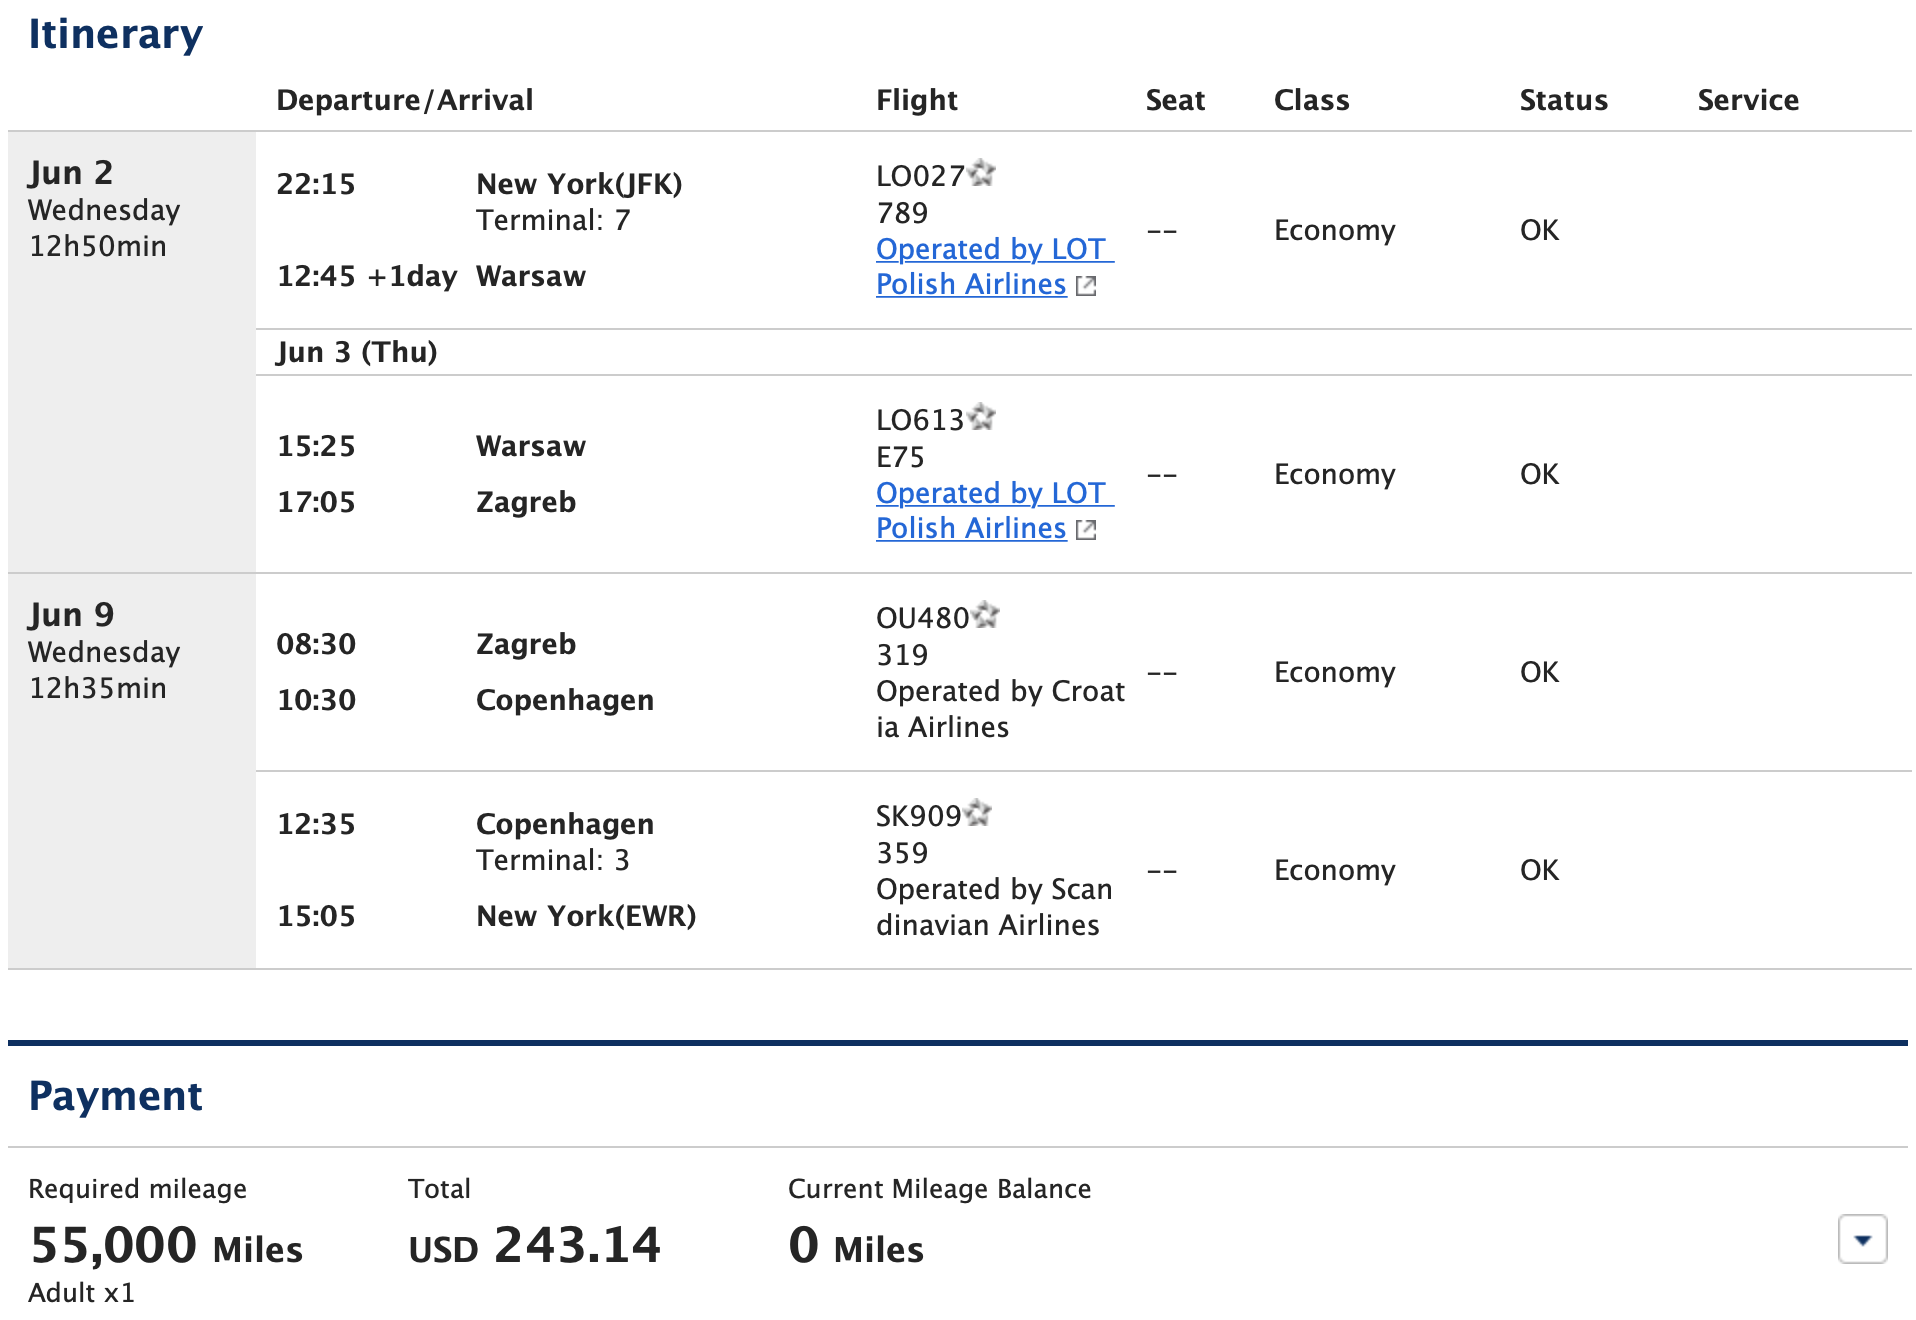 Itinerary
Departure/Arrival Flight Seat Class Status Service
Jun 2
Wednesday
12h50min
22:15 New York(JFK)
Terminal: 7
12:45 +1day Warsaw
LO027
789
Operated by LOT
Polish Airlines
-- Economy OK
Jun 3 (Thu)
15:25 Warsaw
17:05 Zagreb
LO613
E75
Operated by LOT
Polish Airlines
-- Economy OK
Jun 9
Wednesday
12h35min
08:30 Zagreb
10:30 Copenhagen
OU480
319
Operated by Croat
ia Airlines
-- Economy OK
12:35 Copenhagen
Terminal: 3
15:05 New York(EWR)
SK909
359
Operated by Scan
dinavian Airlines
-- Economy OK
Payment
Required mileage Total Current Mileage Balance
55,000 Miles USD 243.14 0 Miles
Adult x1